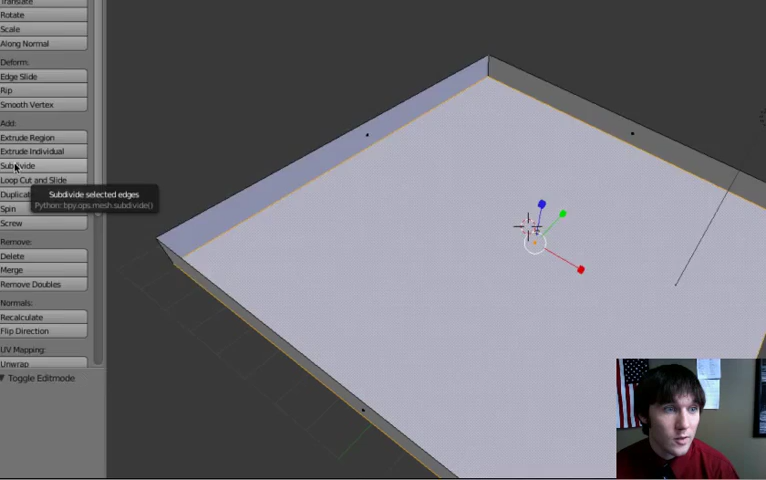 Translate
Rotate
Scale
Along Normal
Deform:
Edge Slide
Rip
Smooth Vertex
Add:
Extrude Region
Extrude Individual
Subdivide
Loop Cut and Slide
Subdivide selected edges
Python: bpy.ops.mesh.subdivide()
Spin
Screw
Remove:
Delete
Merge
Remove Doubles
Normals:
Recalculate
Flip Direction
UV Mapping:
Unwrap
Toggle Editmode